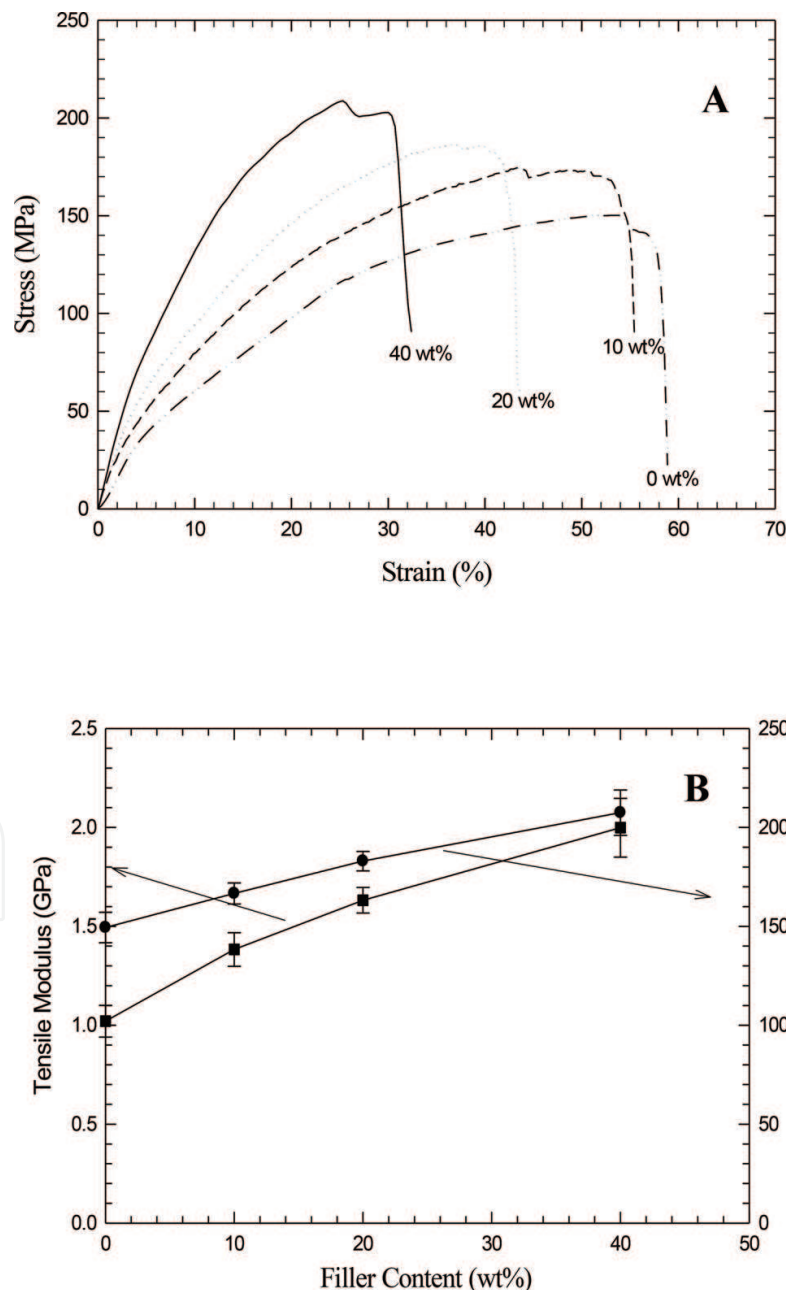 250
A
200
150
Stress (MPa)
100
40 wt%
10 wt%
20 wt%
50
0 wt%
0
0 10 20 30 40 50 60 70
Strain (%)
2.5 250
B
2.0 200
1.5 150
Tensile Modulus (GPa)
1.0 100
0.5 50
0.0 0
0 10 20 30 40 50
Filler Content (wt%)